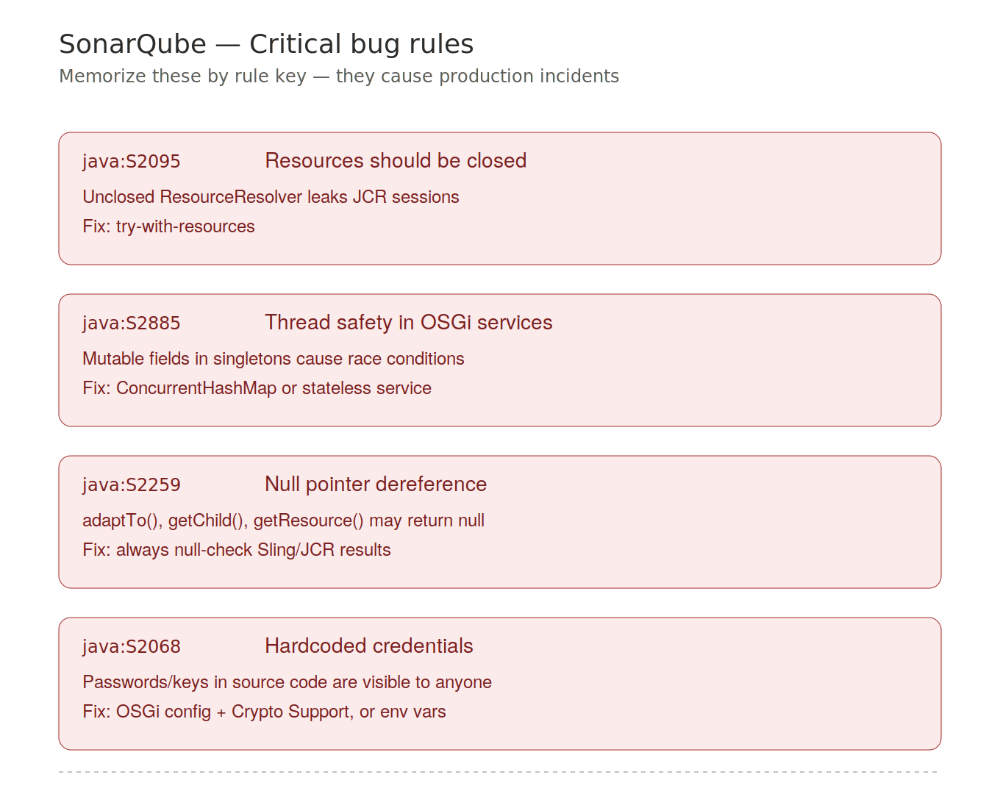 SonarQube — Critical bug rules
Memorize these by rule key — they cause production incidents
java:S2095 Resources should be closed
Unclosed ResourceResolver leaks JCR sessions
Fix: try-with-resources
java:S2885 Thread safety in OSGi services
Mutable fields in singletons cause race conditions
Fix: ConcurrentHashMap or stateless service
java:S2259 Null pointer dereference
adaptTo(), getChild(), getResource() may return null
Fix: always null-check Sling/JCR results
java:S2068 Hardcoded credentials
Passwords/keys in source code are visible to anyone
Fix: OSGi config + Crypto Support, or env vars